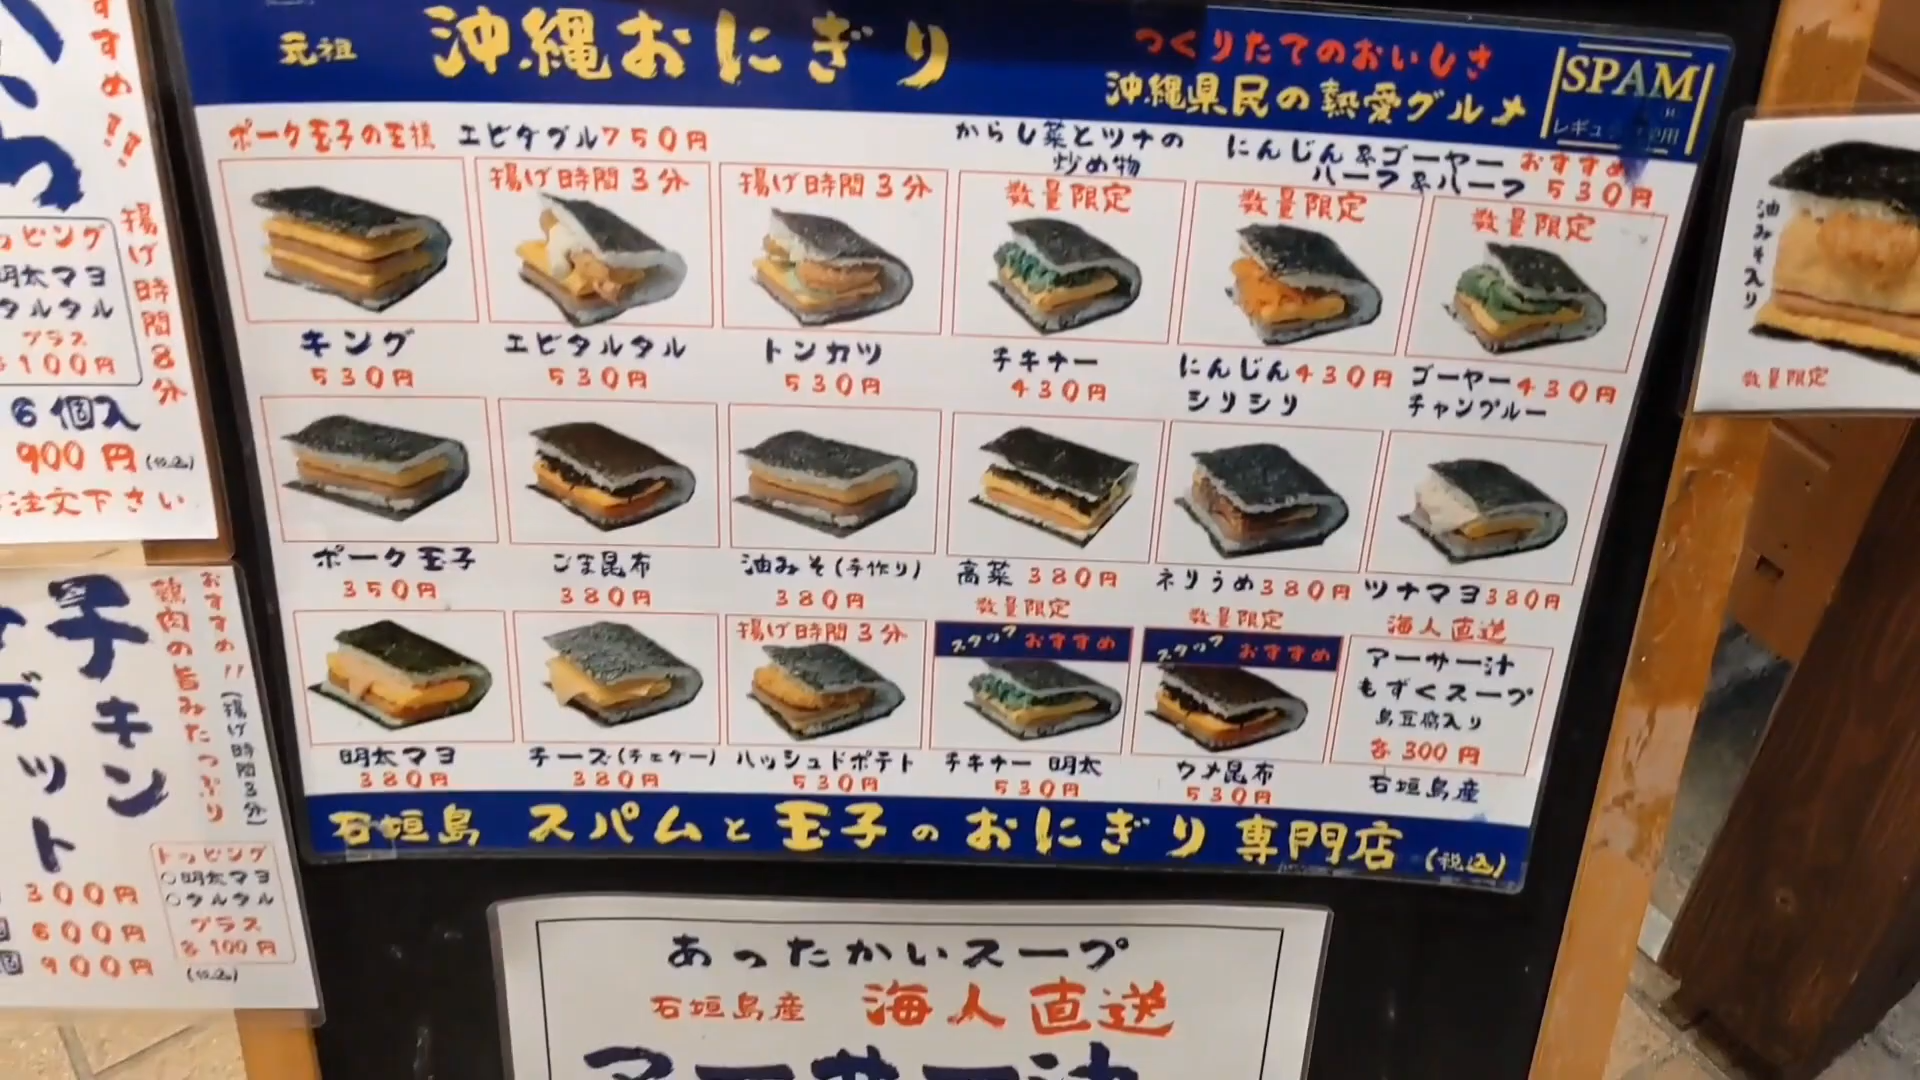 元祖 沖縄おにぎり
つくりたてのおいしさ
沖縄県民の熱愛グルメ
SPAM
ポーク玉子の王様 エビダブル750円
からし菜とツナの
炒め物
にんじん&ゴーヤー おすすめ
ハーフ&ハーフ 530円
揚げ時間3分
揚げ時間3分
数量限定
数量限定
数量限定
キング
530円
エビタルタル
530円
トンカツ
530円
チキナー
430円
にんじん430円
シリシリ
ゴーヤー430円
チャンプルー
ポーク玉子
350円
ごま昆布
380円
油みそ(手作り)
380円
高菜 380円
数量限定
ネリうめ380円
数量限定
ツナマヨ380円
海人直送
揚げ時間3分
スタッフ おすすめ
スタッフ おすすめ
アーサー汁
もずくスープ
島豆腐入り
各300円
石垣島産
明太マヨ
380円
チーズ(チェダー)
380円
ハッシュドポテト
530円
チキナー 明太
530円
ウメ昆布
530円
石垣島 スパムと玉子のおにぎり専門店 (税込)
あったかいスープ
石垣島産 海人直送
アーサー汁
すすめ!!
揚げ時間8分
明太マヨ
タルタル
プラス
100円
6個入
900円(税込)
注文下さい
おすすめ!!(揚げ時間3分)
鶏肉の旨みたっぷり
チキン
トッピング
○明太マヨ
○タルタル
プラス
各100円
(税込)
300円
600円
900円
油みそ入り
数量限定